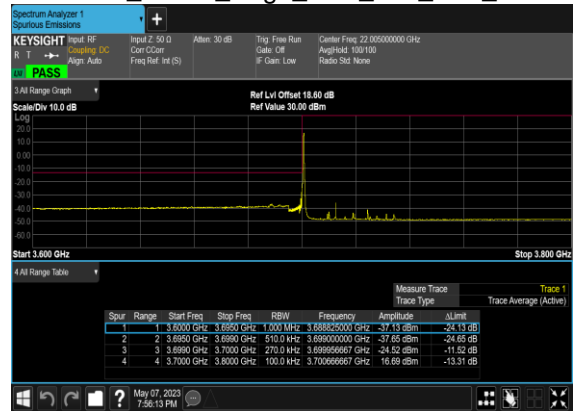 Spectrum Analyzer 1
Spurious Emissions
KEYSIGHT Input: RF Input Z: 50 Ω Atten: 30 dB Trig: Free Run Center Freq: 22.005000000 GHz
R T Coupling: DC Corr CCorr Gate: Off Avg|Hold: 100/100
Align: Auto Freq Ref: Int (S) IF Gain: Low Radio Std: None
PASS
3 All Range Graph
Ref Lvl Offset 18.60 dB
Scale/Div 10.0 dB Ref Value 30.00 dBm
Log
20.0
10.0
0.00
-10.0
-20.0
-30.0
-40.0
-50.0
-60.0
Start 3.600 GHz Stop 3.800 GHz
4 All Range Table
Measure Trace Trace 1
Trace Type Trace Average (Active)
Spur Range Start Freq Stop Freq RBW Frequency Amplitude ΔLimit
1 1 3.6000 GHz 3.6950 GHz 1.000 MHz 3.688825000 GHz -37.13 dBm -24.13 dB
2 2 3.6950 GHz 3.6990 GHz 510.0 kHz 3.699000000 GHz -37.65 dBm -24.65 dB
3 3 3.6990 GHz 3.7000 GHz 270.0 kHz 3.699956667 GHz -24.52 dBm -11.52 dB
4 4 3.7000 GHz 3.8000 GHz 100.0 kHz 3.700666667 GHz 16.69 dBm -13.31 dB
? May 07, 2023
7:56:13 PM